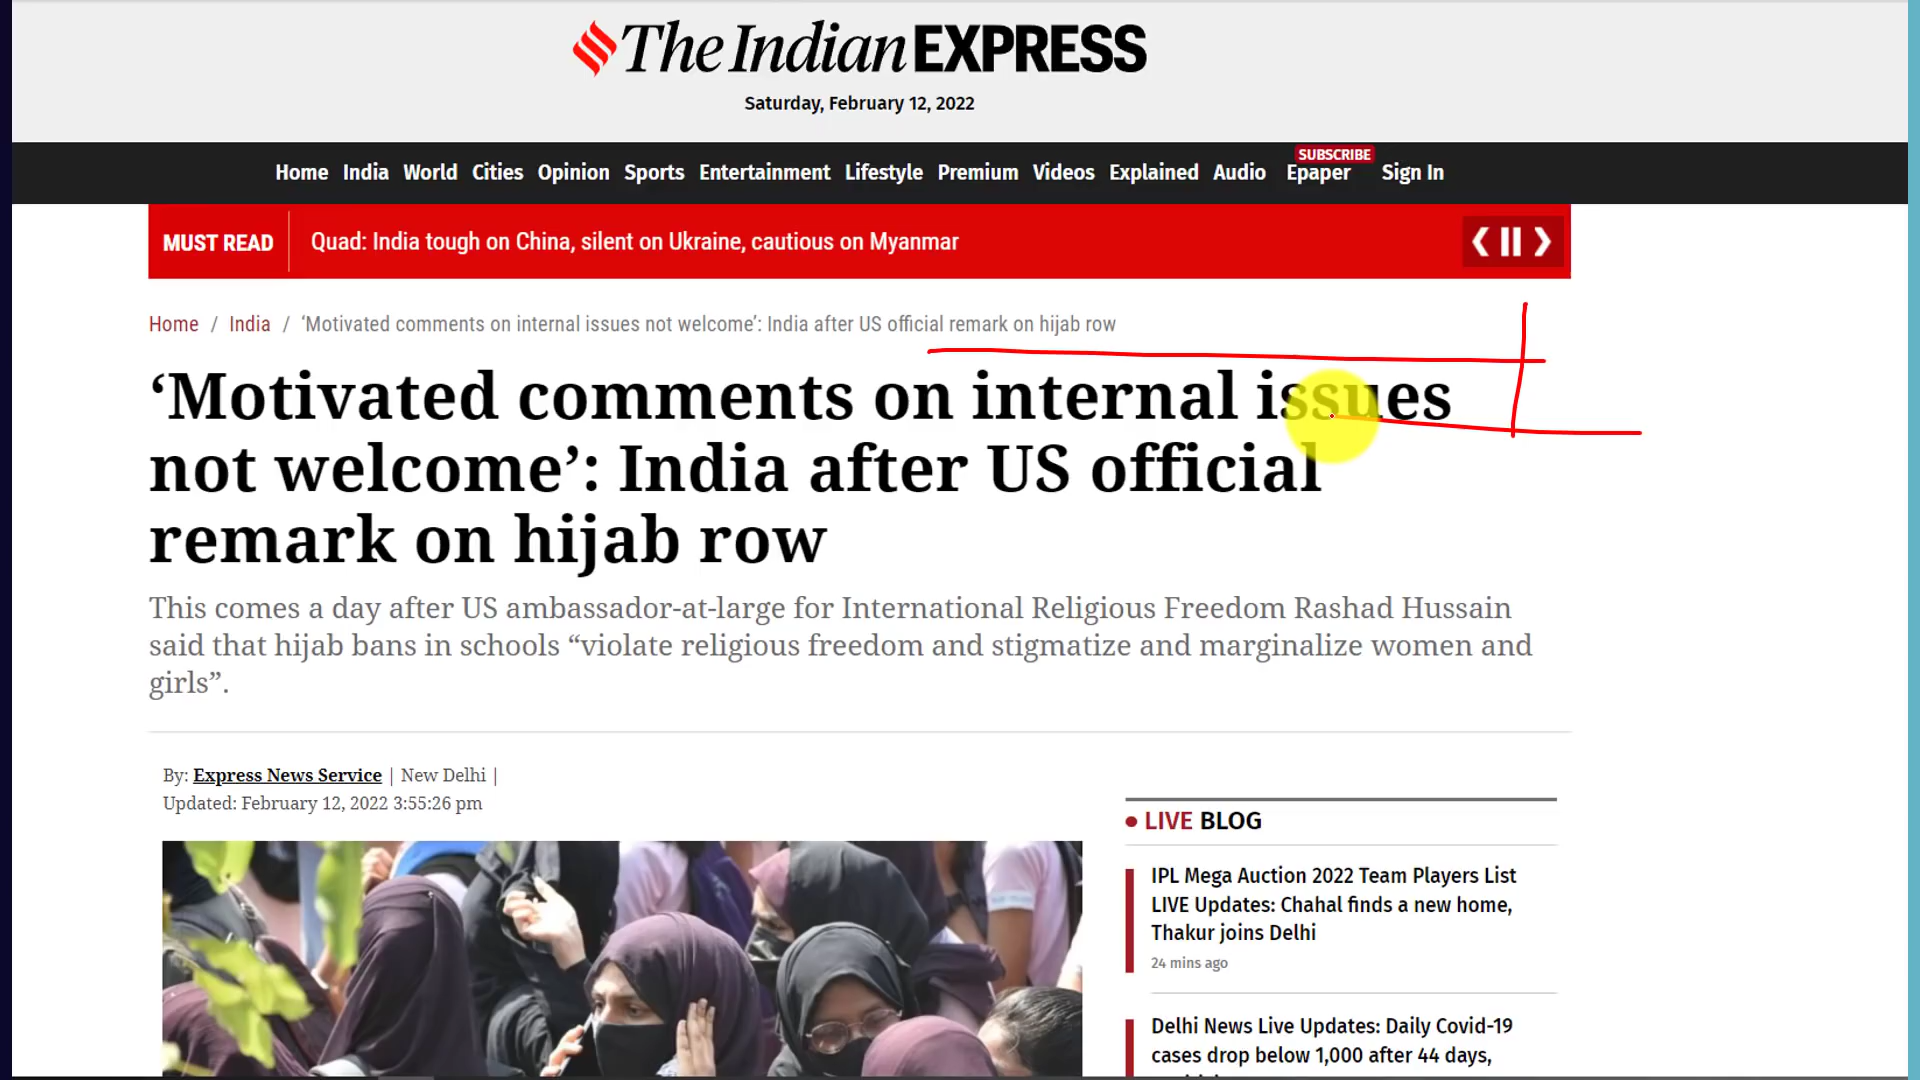 The Indian EXPRESS
Saturday, February 12, 2022
SUBSCRIBE
Home India World Cities Opinion Sports Entertainment Lifestyle Premium Videos Explained Audio Epaper Sign In
MUST READ Quad: India tough on China, silent on Ukraine, cautious on Myanmar
Home / India / ‘Motivated comments on internal issues not welcome’: India after US official remark on hijab row
‘Motivated comments on internal issues
not welcome’: India after US official
remark on hijab row
This comes a day after US ambassador-at-large for International Religious Freedom Rashad Hussain
said that hijab bans in schools “violate religious freedom and stigmatize and marginalize women and
girls”.
By: Express News Service | New Delhi |
Updated: February 12, 2022 3:55:26 pm
LIVE BLOG
IPL Mega Auction 2022 Team Players List
LIVE Updates: Chahal finds a new home,
Thakur joins Delhi
24 mins ago
Delhi News Live Updates: Daily Covid-19
cases drop below 1,000 after 44 days,